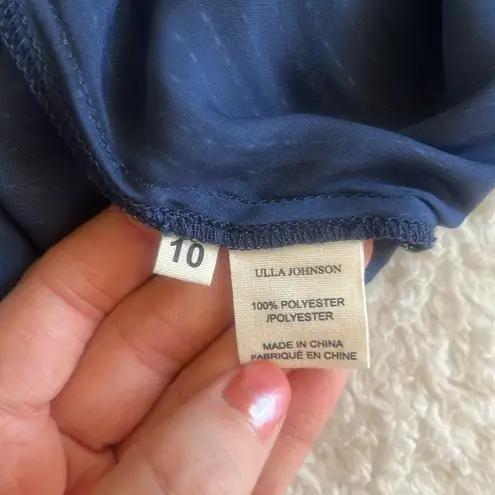 10
ULLA JOHNSON
100% POLYESTER
/POLYESTER
MADE IN CHINA
FABRIQUÉ EN CHINE